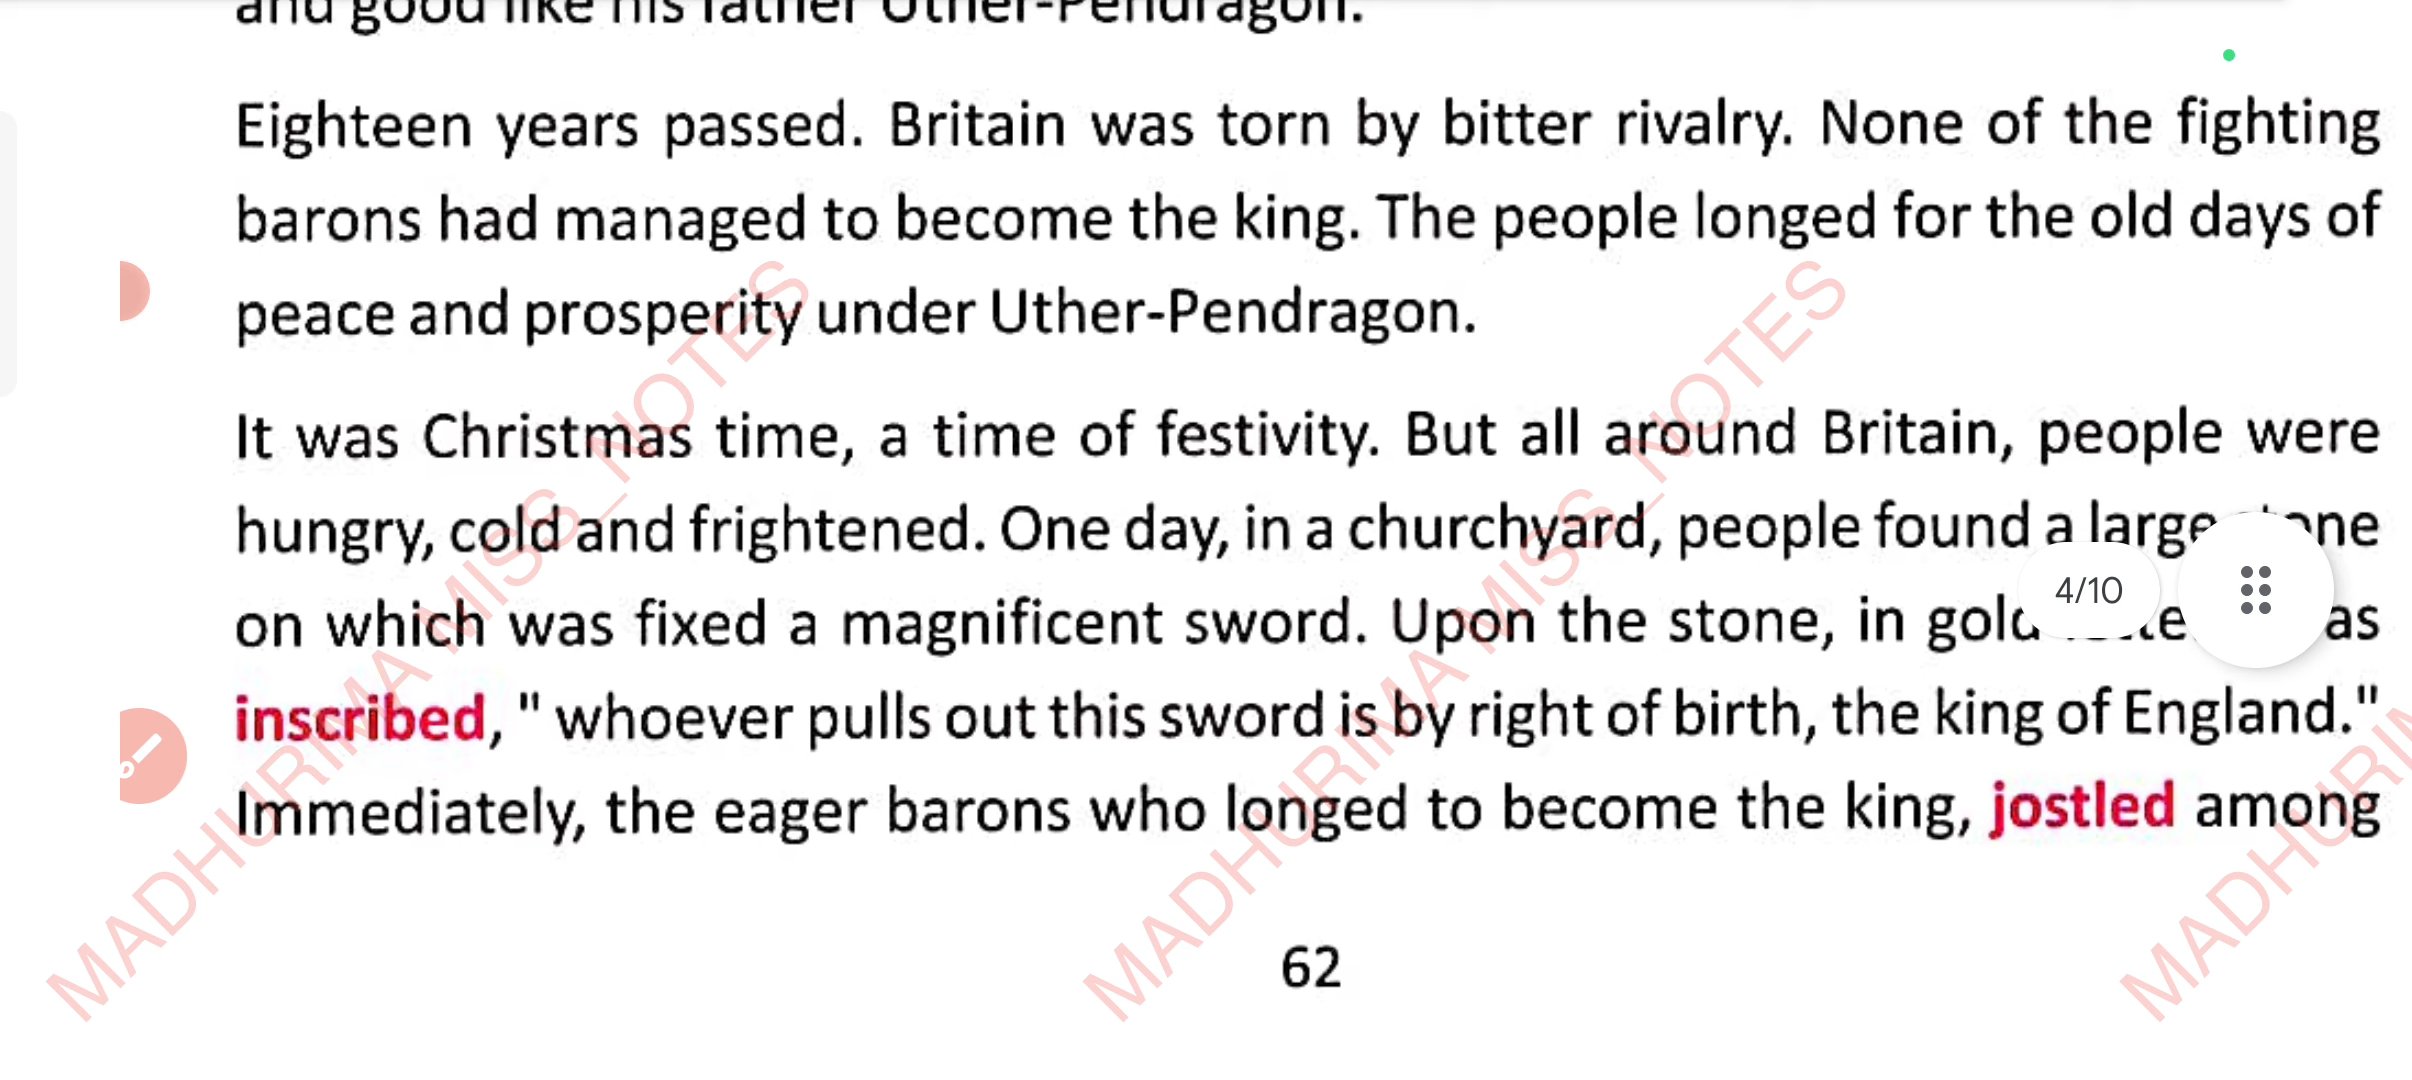 and good like his father Uther-Pendragon.
Eighteen years passed. Britain was torn by bitter rivalry. None of the fighting
barons had managed to become the king. The people longed for the old days of
peace and prosperity under Uther-Pendragon.
It was Christmas time, a time of festivity. But all around Britain, people were
hungry, cold and frightened. One day, in a churchyard, people found a large
on which was fixed a magnificent sword. Upon the stone, in
4/10
inscribed, " whoever pulls out this sword is by right of birth, the king of England."
Immediately, the eager barons who longed to become the king, jostled among
62
MADHURIMA MISS_NOTES
MADHURIMA MISS_NOTES